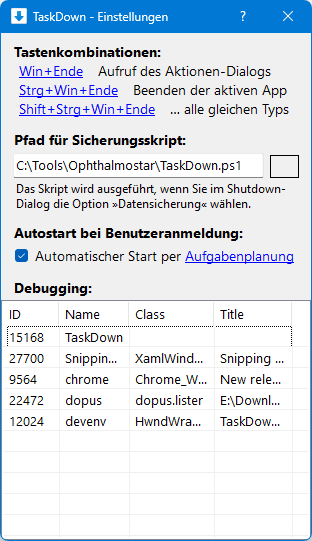 TaskDown - Einstellungen ?
Tastenkombinationen:
Win+Ende Aufruf des Aktionen-Dialogs
Strg+Win+Ende Beenden der aktiven App
Shift+Strg+Win+Ende ... alle gleichen Typs
Pfad für Sicherungsskript:
C:\Tools\Ophthalmostar\TaskDown.ps1
Das Skript wird ausgeführt, wenn Sie im Shutdown-
Dialog die Option »Datensicherung« wählen.
Autostart bei Benutzeranmeldung:
Automatischer Start per Aufgabenplanung
Debugging:
ID Name Class Title
15168 TaskDown
27700 Snippin... XamlWind... Snipping ...
9564 chrome Chrome_W... New rele...
22472 dopus dopus.lister E:\Downl...
12024 devenv HwndWra... TaskDow...